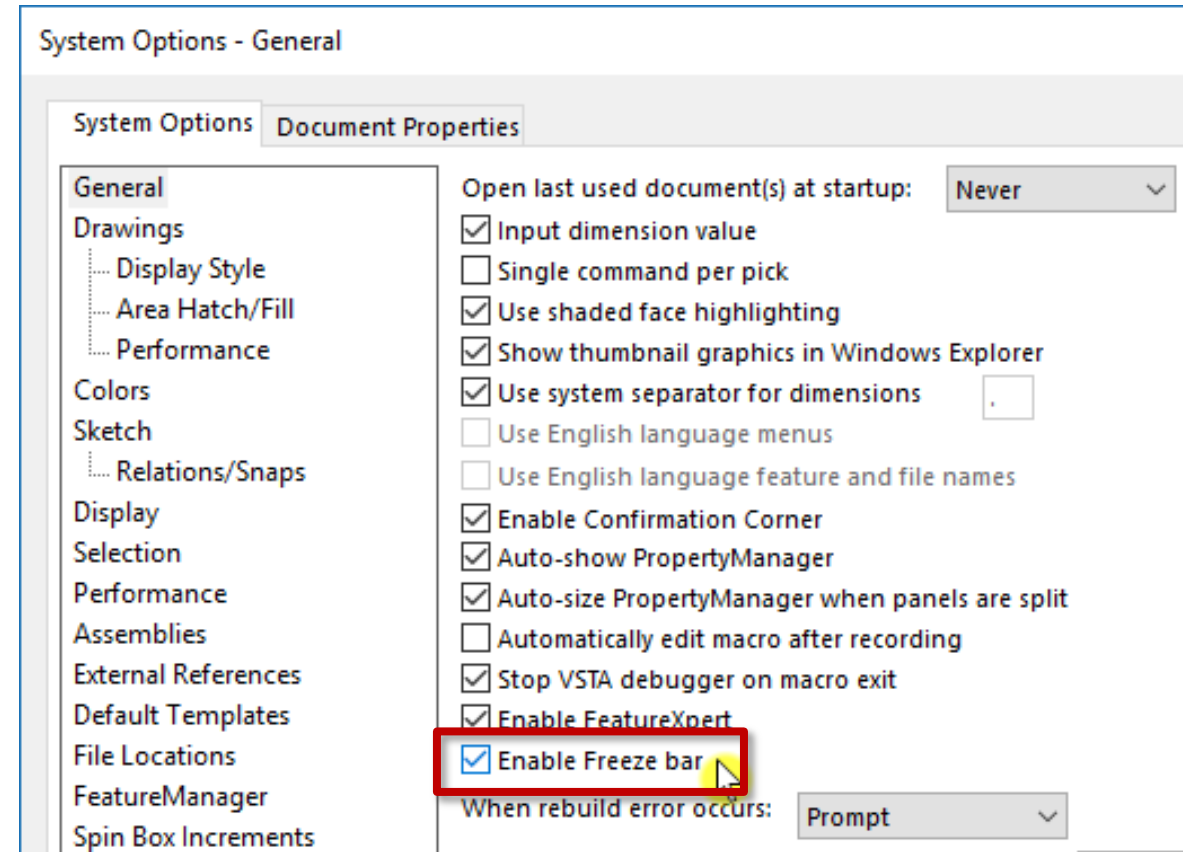 System Options - General
System Options
Document Properties
General
Drawings
Display Style
Area Hatch/Fill
Performance
Colors
Sketch
Relations/Snaps
Display
Selection
Performance
Assemblies
External References
Default Templates
File Locations
FeatureManager
Spin Box Increments
Open last used document(s) at startup: Never
Input dimension value
Single command per pick
Use shaded face highlighting
Show thumbnail graphics in Windows Explorer
Use system separator for dimensions .
Use English language menus
Use English language feature and file names
Enable Confirmation Corner
Auto-show PropertyManager
Auto-size PropertyManager when panels are split
Automatically edit macro after recording
Stop VSTA debugger on macro exit
Enable FeatureXpert
Enable Freeze bar
When rebuild error occurs: Prompt